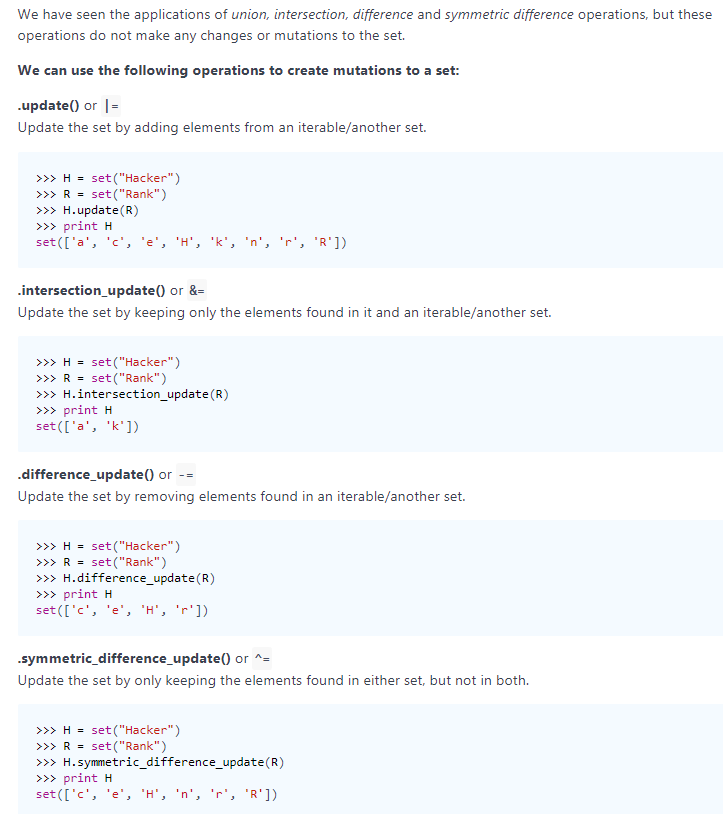 We have seen the applications of union, intersection, difference and symmetric difference operations, but these
operations do not make any changes or mutations to the set.
We can use the following operations to create mutations to a set:
.update() or |=
Update the set by adding elements from an iterable/another set.
>>> H = set("Hacker")
>>> R = set("Rank")
>>> H.update(R)
>>> print H
set(['a', 'c', 'e', 'H', 'k', 'n', 'r', 'R'])
.intersection_update() or &=
Update the set by keeping only the elements found in it and an iterable/another set.
>>> H = set("Hacker")
>>> R = set("Rank")
>>> H.intersection_update(R)
>>> print H
set(['a', 'k'])
.difference_update() or -=
Update the set by removing elements found in an iterable/another set.
>>> H = set("Hacker")
>>> R = set("Rank")
>>> H.difference_update(R)
>>> print H
set(['c', 'e', 'H', 'r'])
.symmetric_difference_update() or ^=
Update the set by only keeping the elements found in either set, but not in both.
>>> H = set("Hacker")
>>> R = set("Rank")
>>> H.symmetric_difference_update(R)
>>> print H
set(['c', 'e', 'H', 'n', 'r', 'R'])